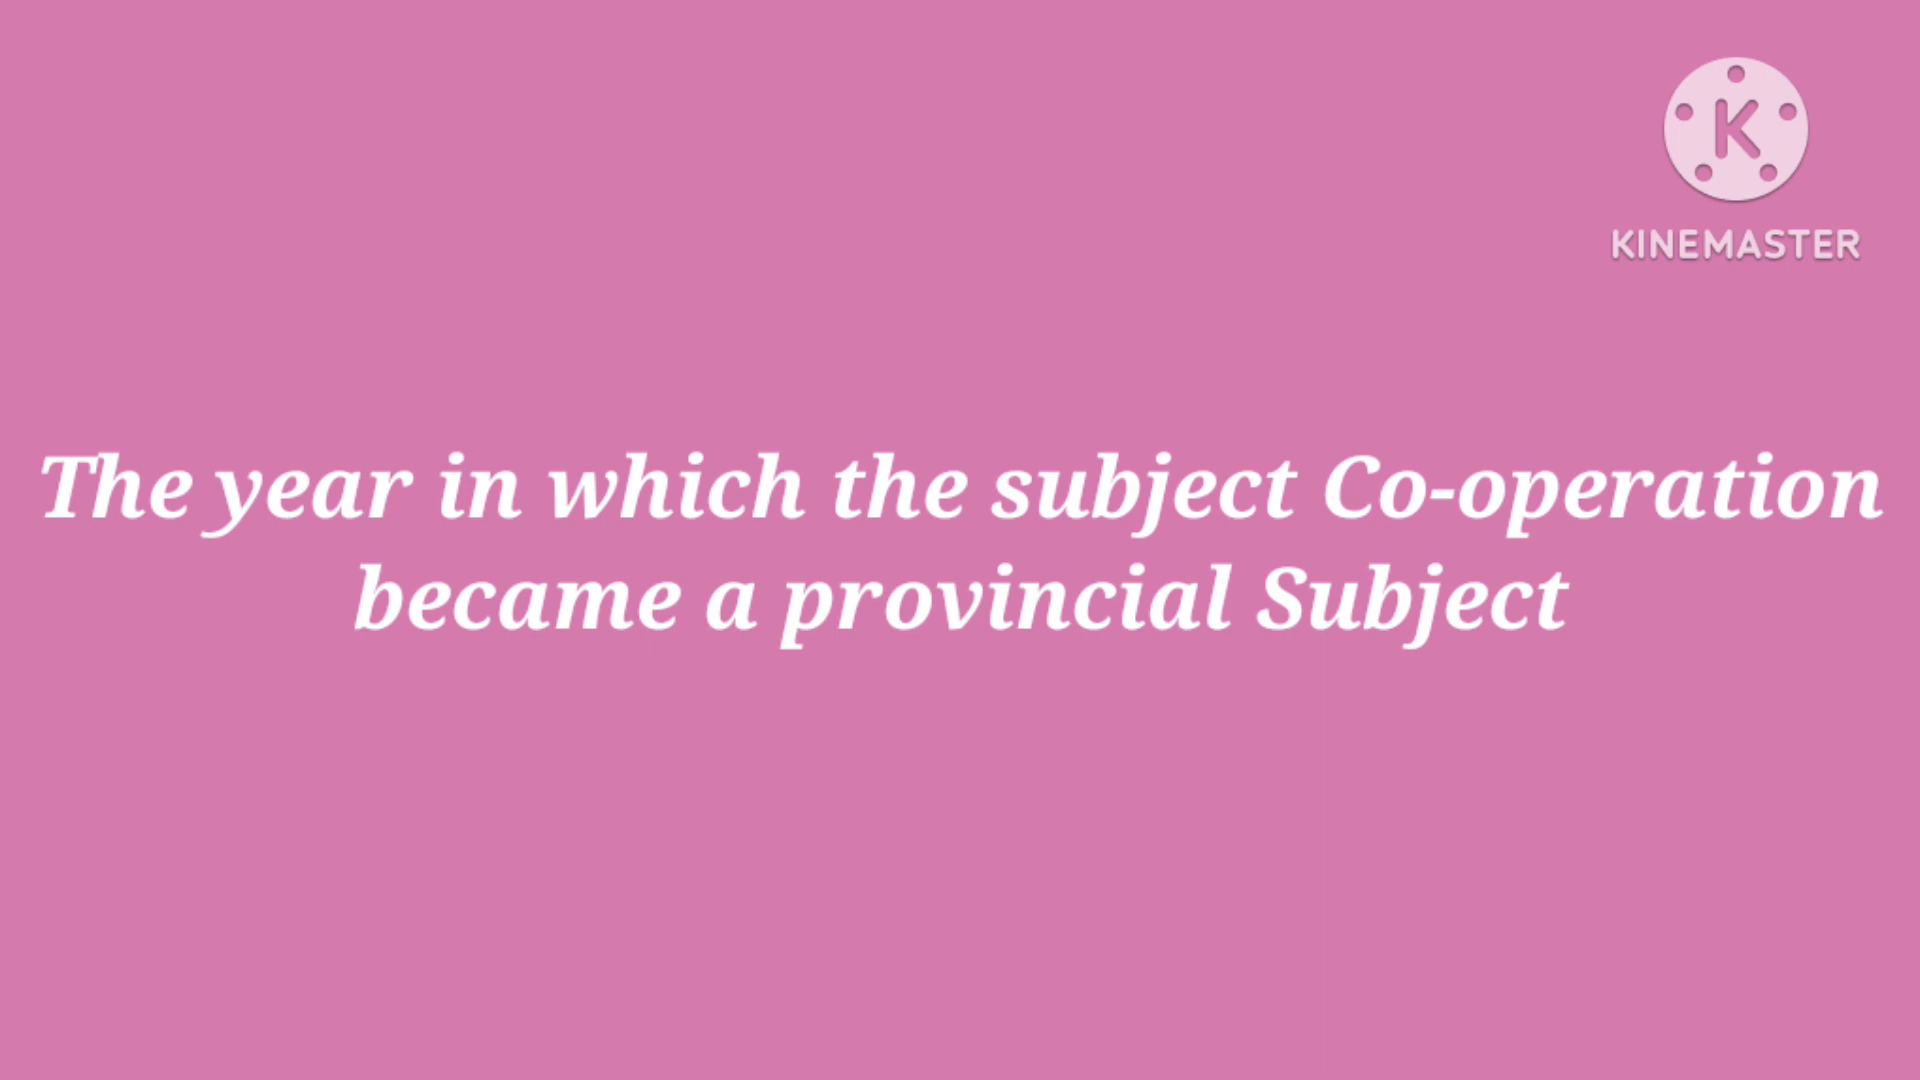 K
KINEMASTER
The year in which the subject Co-operation
became a provincial Subject